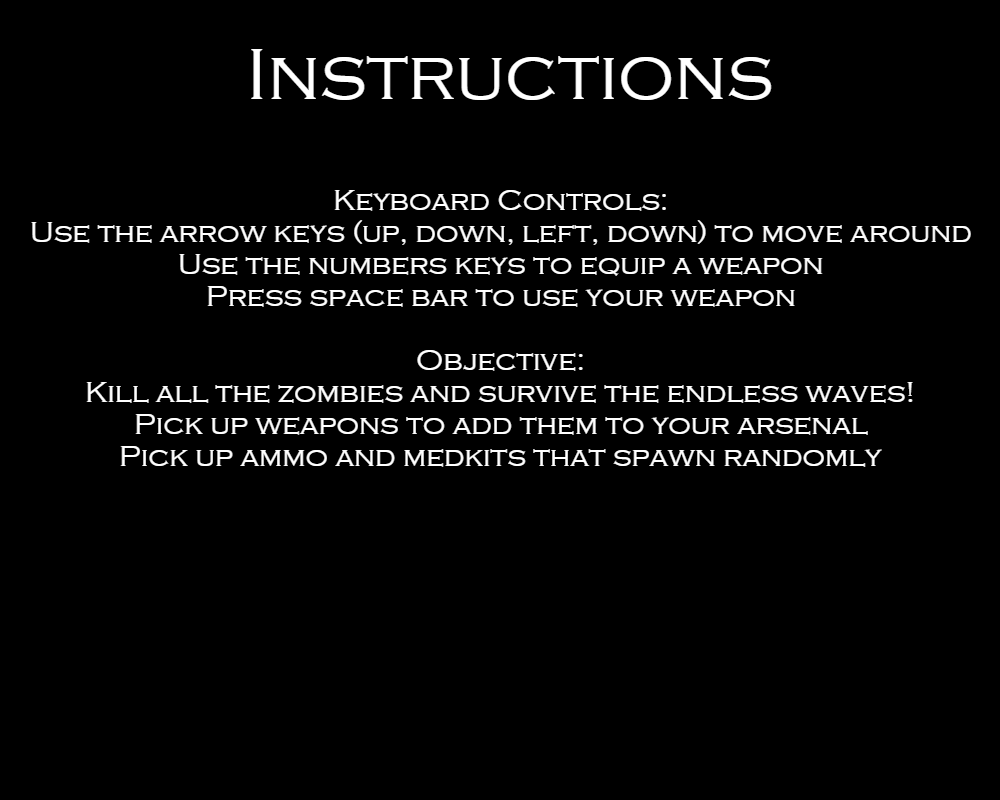 Instructions
Keyboard Controls:
Use the arrow keys (up, down, left, down) to move around
Use the numbers keys to equip a weapon
Press space bar to use your weapon
Objective:
Kill all the zombies and survive the endless waves!
Pick up weapons to add them to your arsenal
Pick up ammo and medkits that spawn randomly